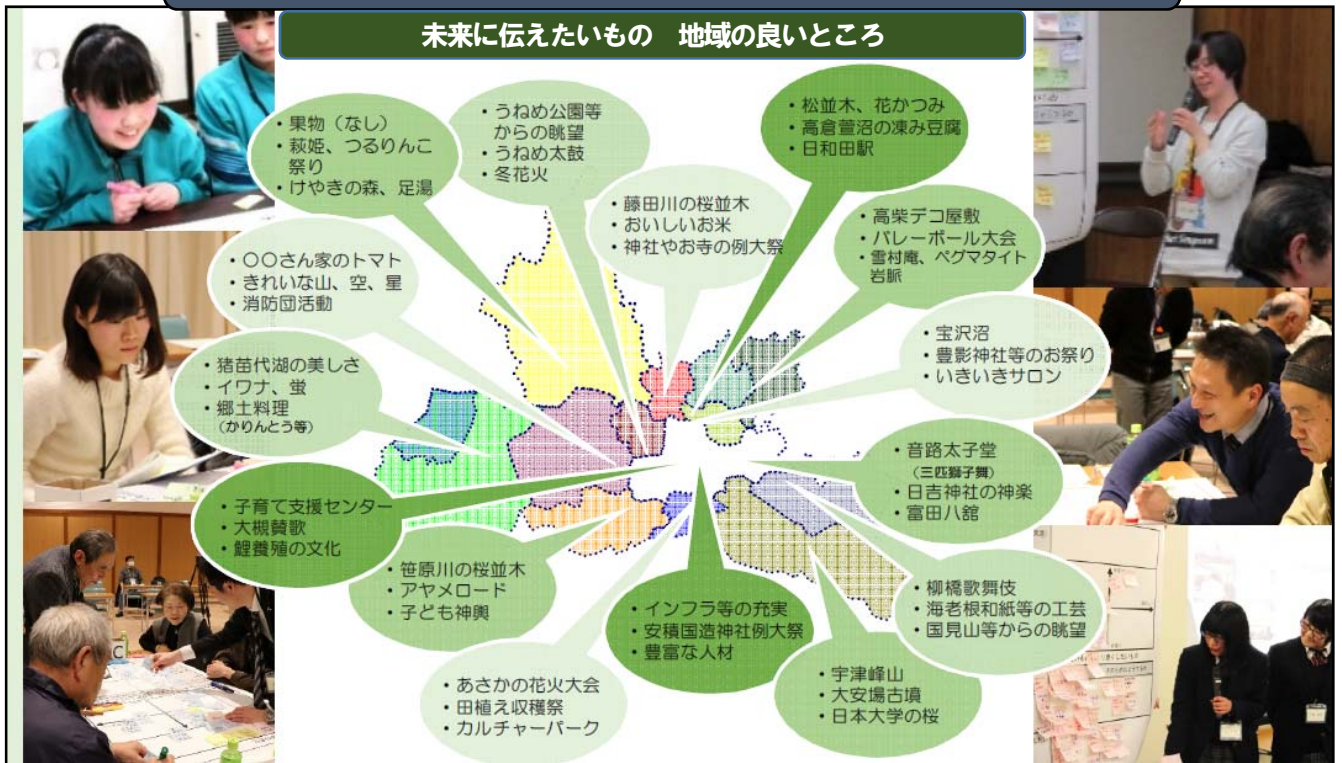 未来に伝えたいもの 地域の良いところ
・果物（なし）
・萩姫、つるりんこ
祭り
・けやきの森、足湯
・うねめ公園等
からの眺望
・うねめ太鼓
・冬花火
・松並木、花かつみ
・高倉萱沼の凍み豆腐
・日和田駅
・藤田川の桜並木
・おいしいお米
・神社やお寺の例大祭
・高柴デコ屋敷
・バレーボール大会
・雪村庵、ペグマタイト
岩脈
・〇〇さん家のトマト
・きれいな山、空、星
・消防団活動
・宝沢沼
・豊影神社等のお祭り
・いきいきサロン
・猪苗代湖の美しさ
・イワナ、蛍
・郷土料理
（かりんとう等）
・音路太子堂
（三匹獅子舞）
・日吉神社の神楽
・富田八舘
・子育て支援センター
・大槻賛歌
・鯉養殖の文化
・笹原川の桜並木
・アヤメロード
・子ども神輿
・インフラ等の充実
・安積国造神社例大祭
・豊富な人材
・柳橋歌舞伎
・海老根和紙等の工芸
・国見山等からの眺望
・あさかの花火大会
・田植え収穫祭
・カルチャーパーク
・宇津峰山
・大安場古墳
・日本大学の桜
C